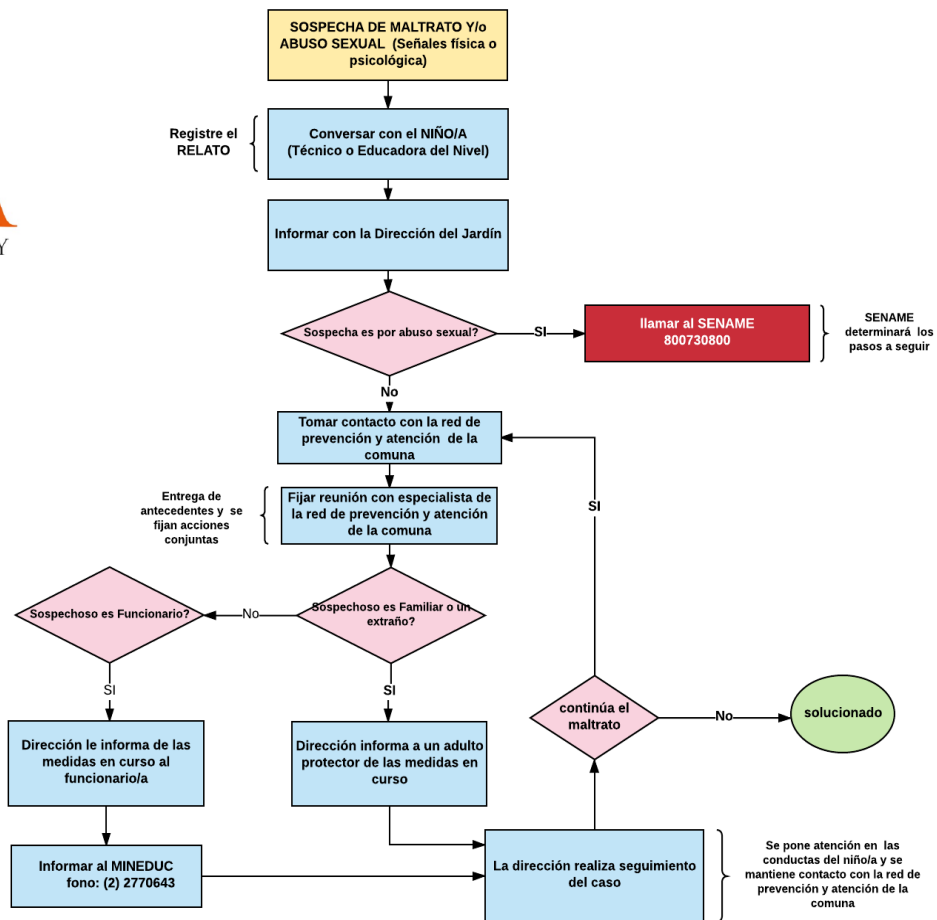 SOSPECHA DE MALTRATO Y/o
ABUSO SEXUAL (Señales física o
psicológica)
Registre el
RELATO
Conversar con el NIÑO/A
(Técnico o Educadora del Nivel)
Y
Informar con la Dirección del Jardín
Sospecha es por abuso sexual?
SI
llamar al SENAME
800730800
SENAME
determinará los
pasos a seguir
No
Tomar contacto con la red de
prevención y atención de la
comuna
Entrega de
antecedentes y se
fijan acciones
conjuntas
Fijar reunión con especialista de
la red de prevención y atención
de la comuna
SI
Sospechoso es Funcionario?
No
Sospechoso es Familiar o un
extraño?
SI
SI
continúa el
maltrato
No
solucionado
Dirección le informa de las
medidas en curso al
funcionario/a
Dirección informa a un adulto
protector de las medidas en
curso
Informar al MINEDUC
fono: (2) 2770643
La dirección realiza seguimiento
del caso
Se pone atención en las
conductas del niño/a y se
mantiene contacto con la red de
prevención y atención de la
comuna